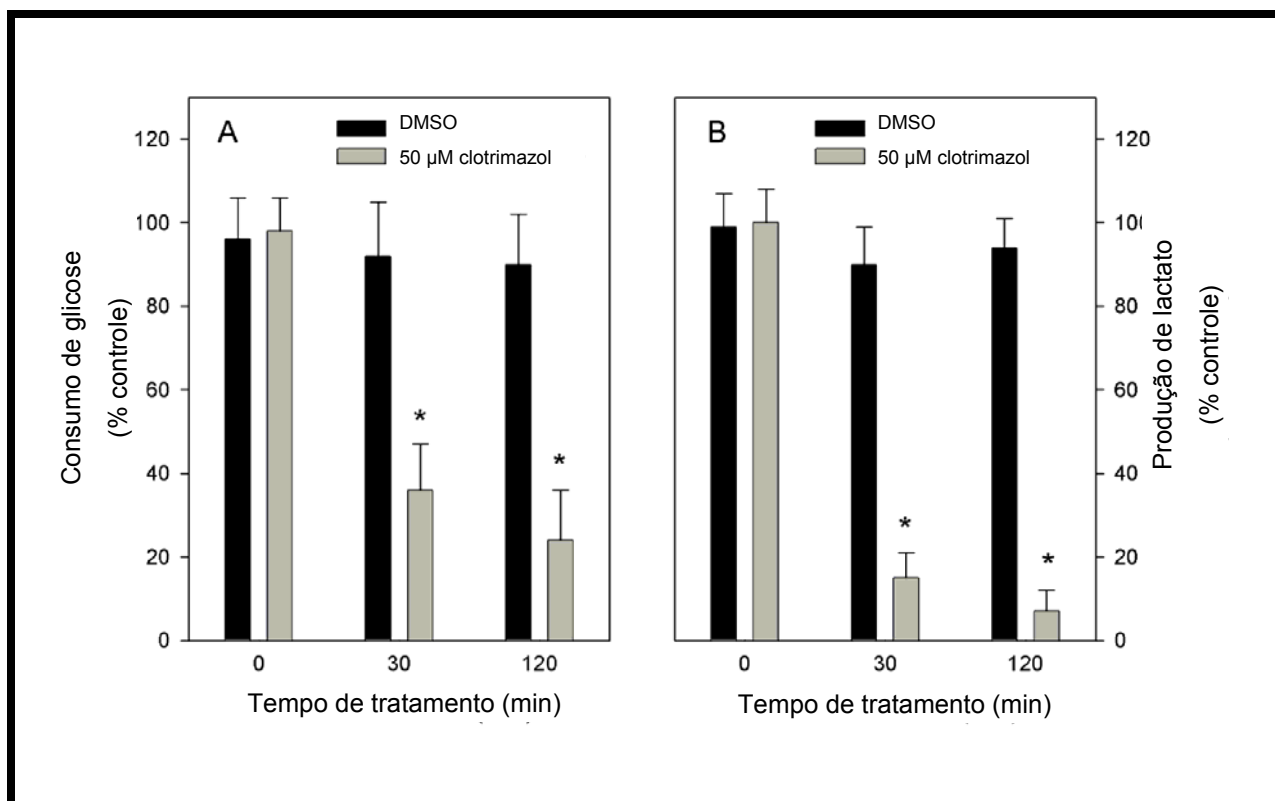 A
DMSO
50 µM clotrimazol
120
100
80
60
40
20
0
Consumo de glicose
(% controle)
*
*
0
30
120
Tempo de tratamento (min)
B
DMSO
50 µM clotrimazol
120
100
80
60
40
20
0
Produção de lactato
(% controle)
*
*
0
30
120
Tempo de tratamento (min)